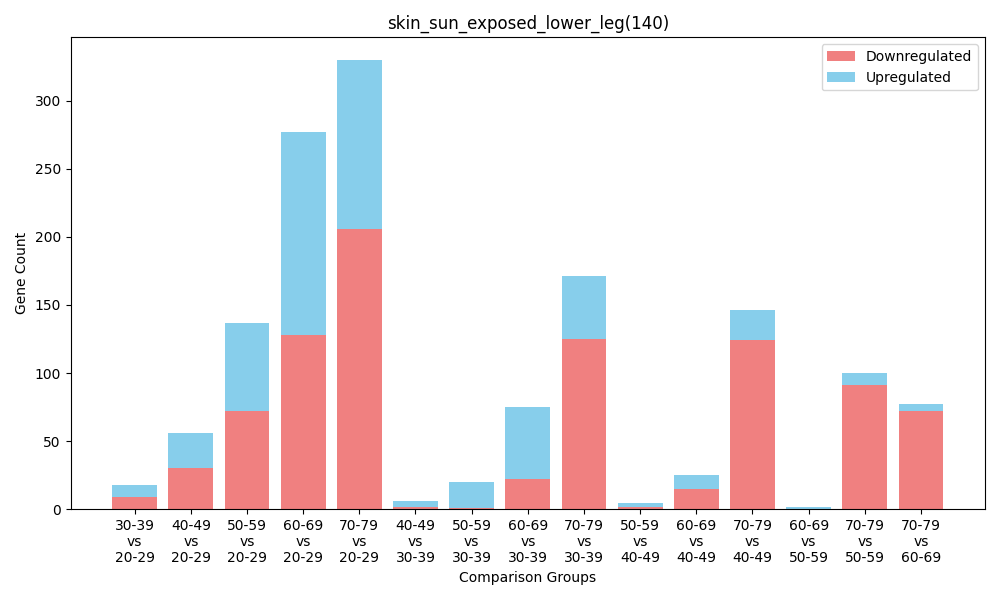 skin_sun_exposed_lower_leg(140)
Downregulated
Upregulated
Gene Count
300
250
200
150
100
50
0
30-39 vs 20-29
40-49 vs 20-29
50-59 vs 20-29
60-69 vs 20-29
70-79 vs 20-29
40-49 vs 30-39
50-59 vs 30-39
60-69 vs 30-39
70-79 vs 30-39
50-59 vs 40-49
60-69 vs 40-49
70-79 vs 40-49
60-69 vs 50-59
70-79 vs 50-59
70-79 vs 60-69
Comparison Groups